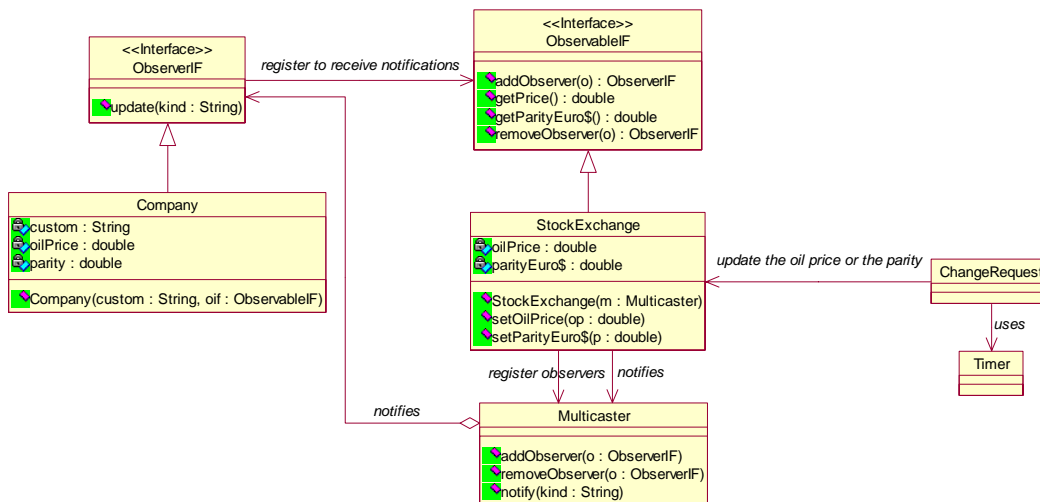 <<Interface>>
ObserverIF
update(kind : String)
register to receive notifications
<<Interface>>
ObservableIF
addObserver(o) : ObserverIF
getPrice() : double
getParityEuro$() : double
removeObserver(o) : ObserverIF
Company
custom : String
oilPrice : double
parity : double
Company(custom : String, oif : ObservableIF)
StockExchange
oilPrice : double
parityEuro$ : double
StockExchange(m : Multicaster)
setOilPrice(op : double)
setParityEuro$(p : double)
update the oil price or the parity
ChangeRequest
uses
Timer
register observers
notifies
notifies
Multicaster
addObserver(o : ObserverIF)
removeObserver(o : ObserverIF)
notify(kind : String)